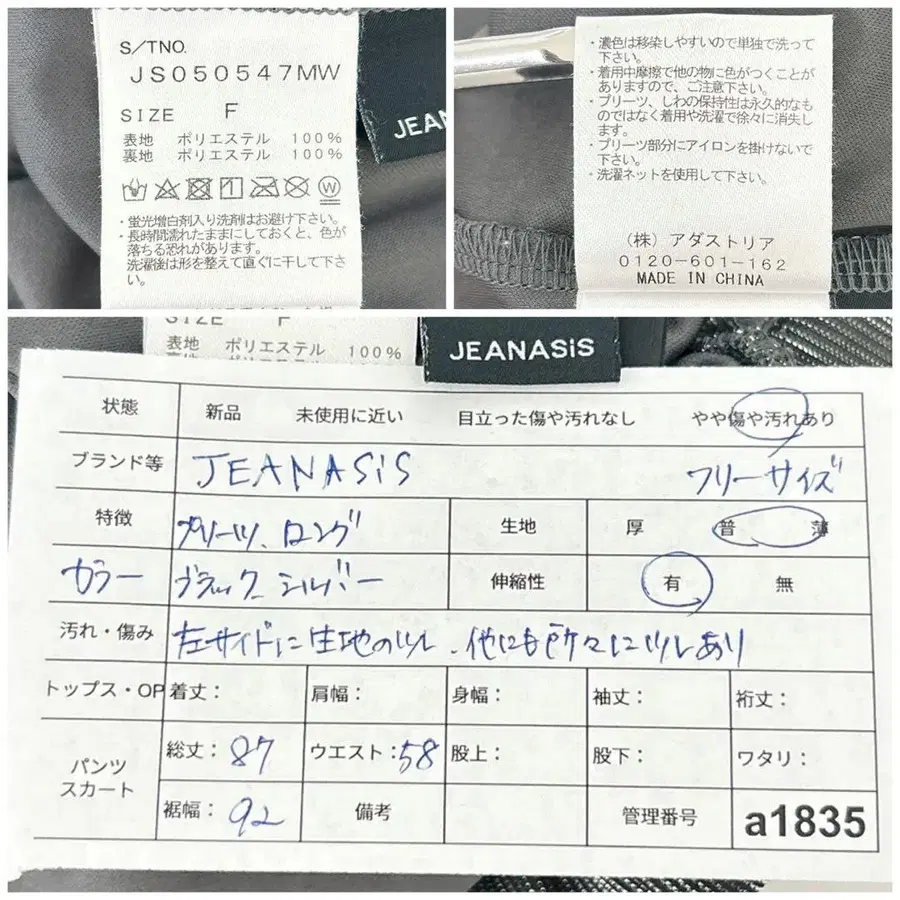 S/TNO.
JS050547MW
SIZE F
表地 ポリエステル 100%
裏地 ポリエステル 100%
・蛍光増白剤入り洗剤はお避け下さい。
・長時間濡れたままにしておくと、色が
落ちる恐れがあります。
洗濯後は形を整えて直ぐに干して下さ
い。
JEAN
・濃色は移染しやすいので単独で洗って
下さい。
・着用中摩擦で他の物に色がつくことが
ありますので、ご注意下さい。
・プリーツ、しわの保持性は永久的なも
のではなく着用や洗濯で徐々に消失し
ます。
・プリーツ部分にアイロンを掛けないで
下さい。
・洗濯ネットを使用して下さい。
(株) アダストリア
0120-601-162
MADE IN CHINA
SIZE F
表地 ポリエステル 100%
JEANASiS
状態 新品 未使用に近い 目立った傷や汚れなし やや傷や汚れあり
ブランド等 JEANASiS フリーサイズ
特徴 プリーツ、ロング 生地 厚 普 薄
カラー ブラック シルバー 伸縮性 有 無
汚れ・傷み 左サイドに生地のツレ、他にも所々にツレあり
トップス・OP 着丈: 肩幅: 身幅: 袖丈: 裄丈:
パンツ スカート 総丈: 87 ウエスト: 58 股上: 股下: ワタリ:
裾幅: 92 備考 管理番号 a1835